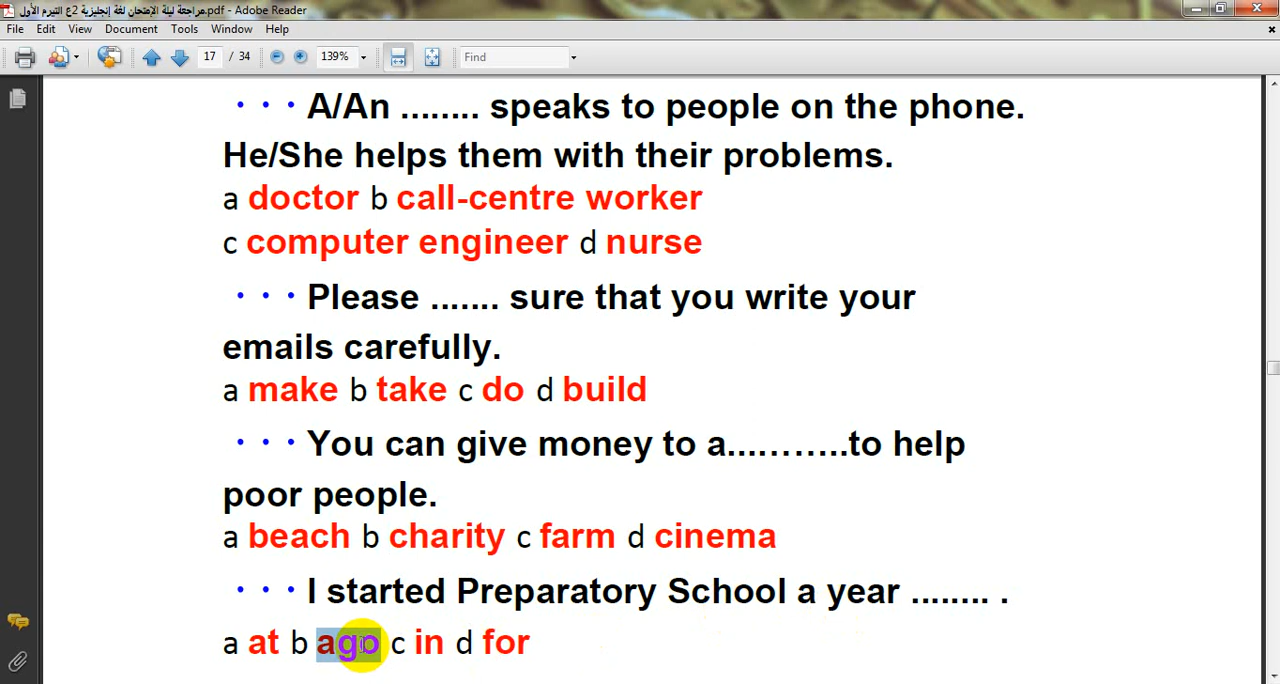 مراجعة ليلة الإمتحان لغة إنجليزية 2ع التيرم الأول.pdf - Adobe Reader
File Edit View Document Tools Window Help
17 / 34 139% Find
• • • A/An ........ speaks to people on the phone.
He/She helps them with their problems.
a doctor b call-centre worker
c computer engineer d nurse
• • • Please ....... sure that you write your
emails carefully.
a make b take c do d build
• • • You can give money to a....……..to help
poor people.
a beach b charity c farm d cinema
• • • I started Preparatory School a year ........ .
a at b ago c in d for